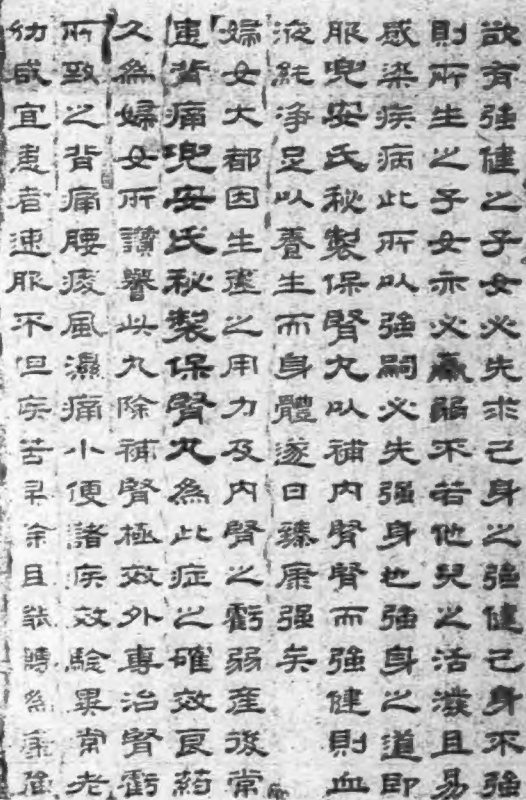 欲有強健之子女必先求己身之強健己身不強
則所生之子女亦必羸弱不若他兒之活潑且易
感染疾病此所以強嗣必先強身也強身之道即
服兜安氏秘製保腎丸以補內腎腎而強健則血
液純淨足以養生而身體遂日臻康强矣
婦女大都因生產之用力及內腎之虧弱產後常
患背痛兜安氏秘製保腎丸為此症之確效良藥
久為婦女所讚譽此丸除補腎極效外專治腎虧
所致之背痛腰痠風濕痛小便諸疾效驗異常老
幼咸宜患者速服不但疾苦早除且